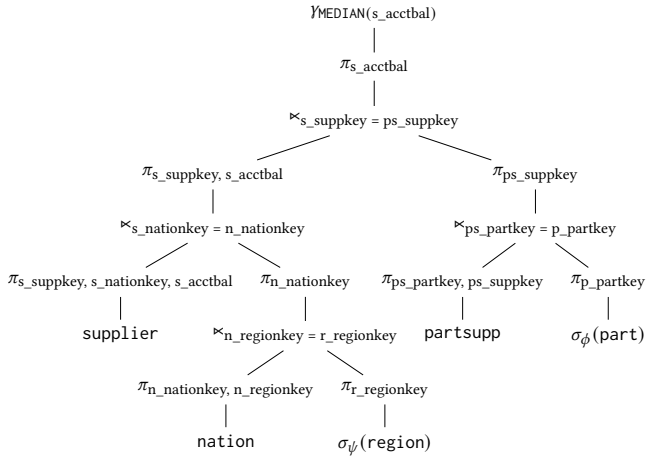 γMEDIAN(s_acctbal)
πs_acctbal
⋉s_suppkey = ps_suppkey
πs_suppkey, s_acctbal
πps_suppkey
⋉s_nationkey = n_nationkey
⋉ps_partkey = p_partkey
πs_suppkey, s_nationkey, s_acctbal
πn_nationkey
πps_partkey, ps_suppkey
πp_partkey
supplier
⋉n_regionkey = r_regionkey
partsupp
σϕ(part)
πn_nationkey, n_regionkey
πr_regionkey
nation
σψ(region)